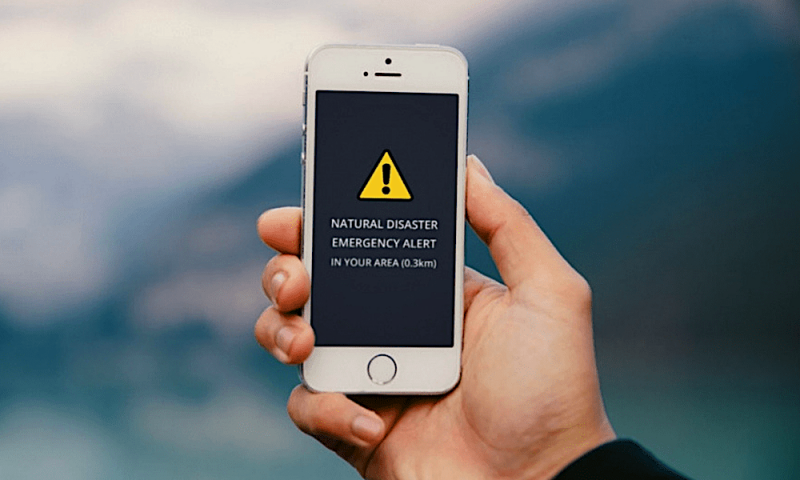 NATURAL DISASTER
EMERGENCY ALERT
IN YOUR AREA (0.3km)